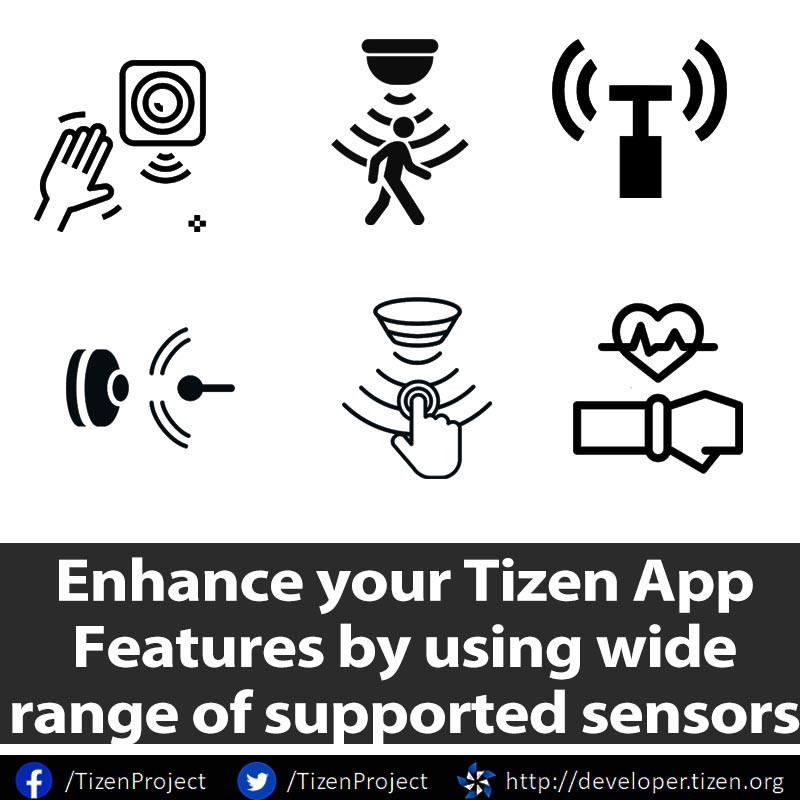 Enhance your Tizen App
Features by using wide
range of supported sensors
/TizenProject /TizenProject http://developer.tizen.org